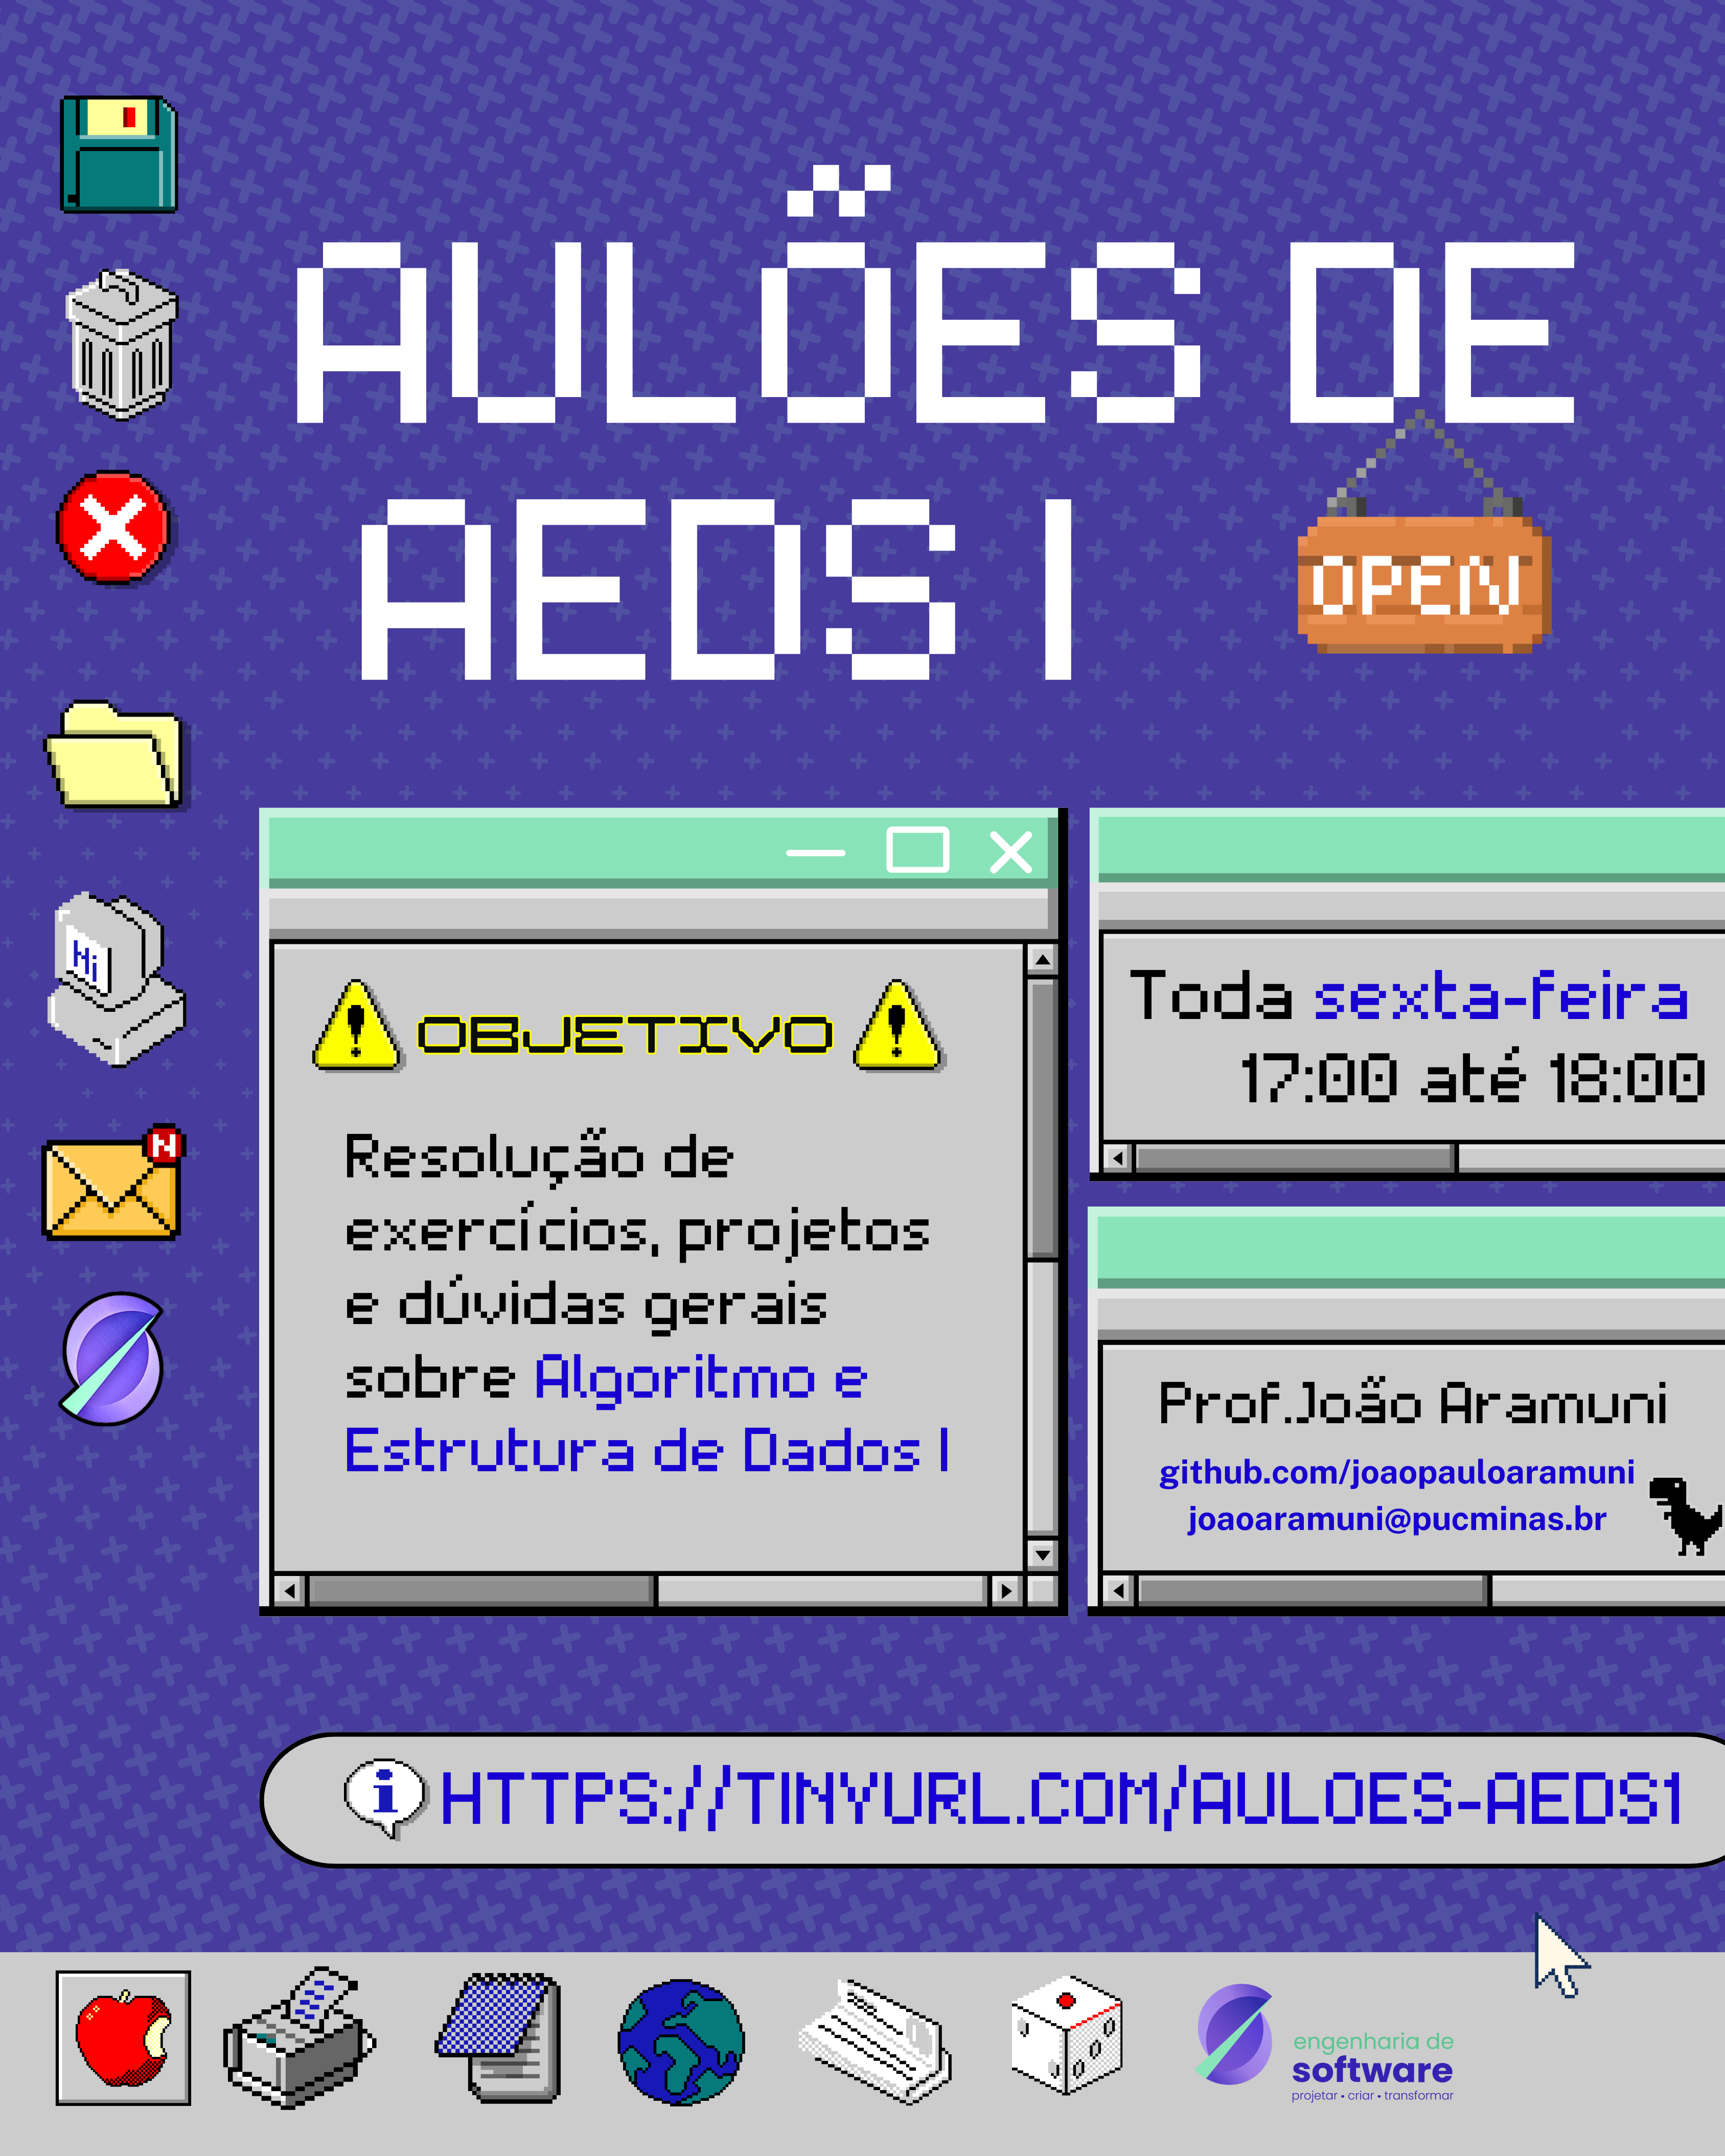 AULÕES DE
AEDS I
OPEN
Hi
N
OBJETIVO
Resolução de
exercícios, projetos
e dúvidas gerais
sobre Algoritmo e
Estrutura de Dados I
Toda sexta-feira
17:00 até 18:00
Prof.João Aramuni
github.com/joaopauloaramuni
joaoaramuni@pucminas.br
i HTTPS://TINYURL.COM/AULOES-AEDS1
engenharia de
software
projetar • criar • transformar